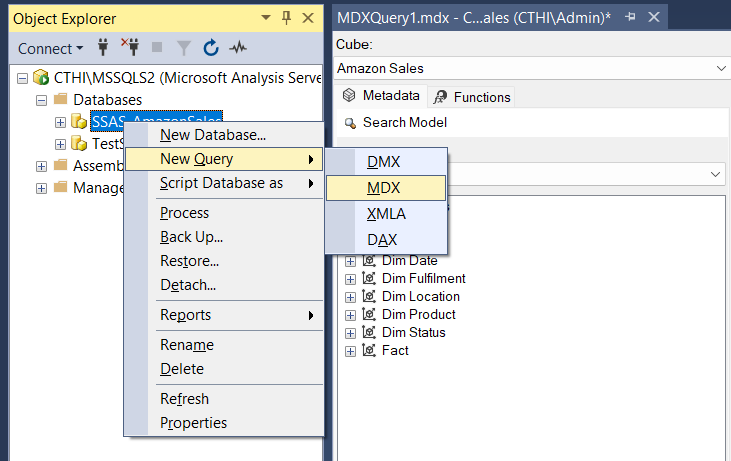 Object Explorer
Connect
CTHI\MSSQLS2 (Microsoft Analysis Serve
Databases
SSAS_AmazonSales
TestS
Assemb
Manage
New Database...
New Query
Script Database as
Process
Back Up...
Restore...
Detach...
Reports
Rename
Delete
Refresh
Properties
DMX
MDX
XMLA
DAX
MDXQuery1.mdx - C...ales (CTHI\Admin)*
Cube:
Amazon Sales
Metadata
Functions
Search Model
Dim Date
Dim Fulfilment
Dim Location
Dim Product
Dim Status
Fact